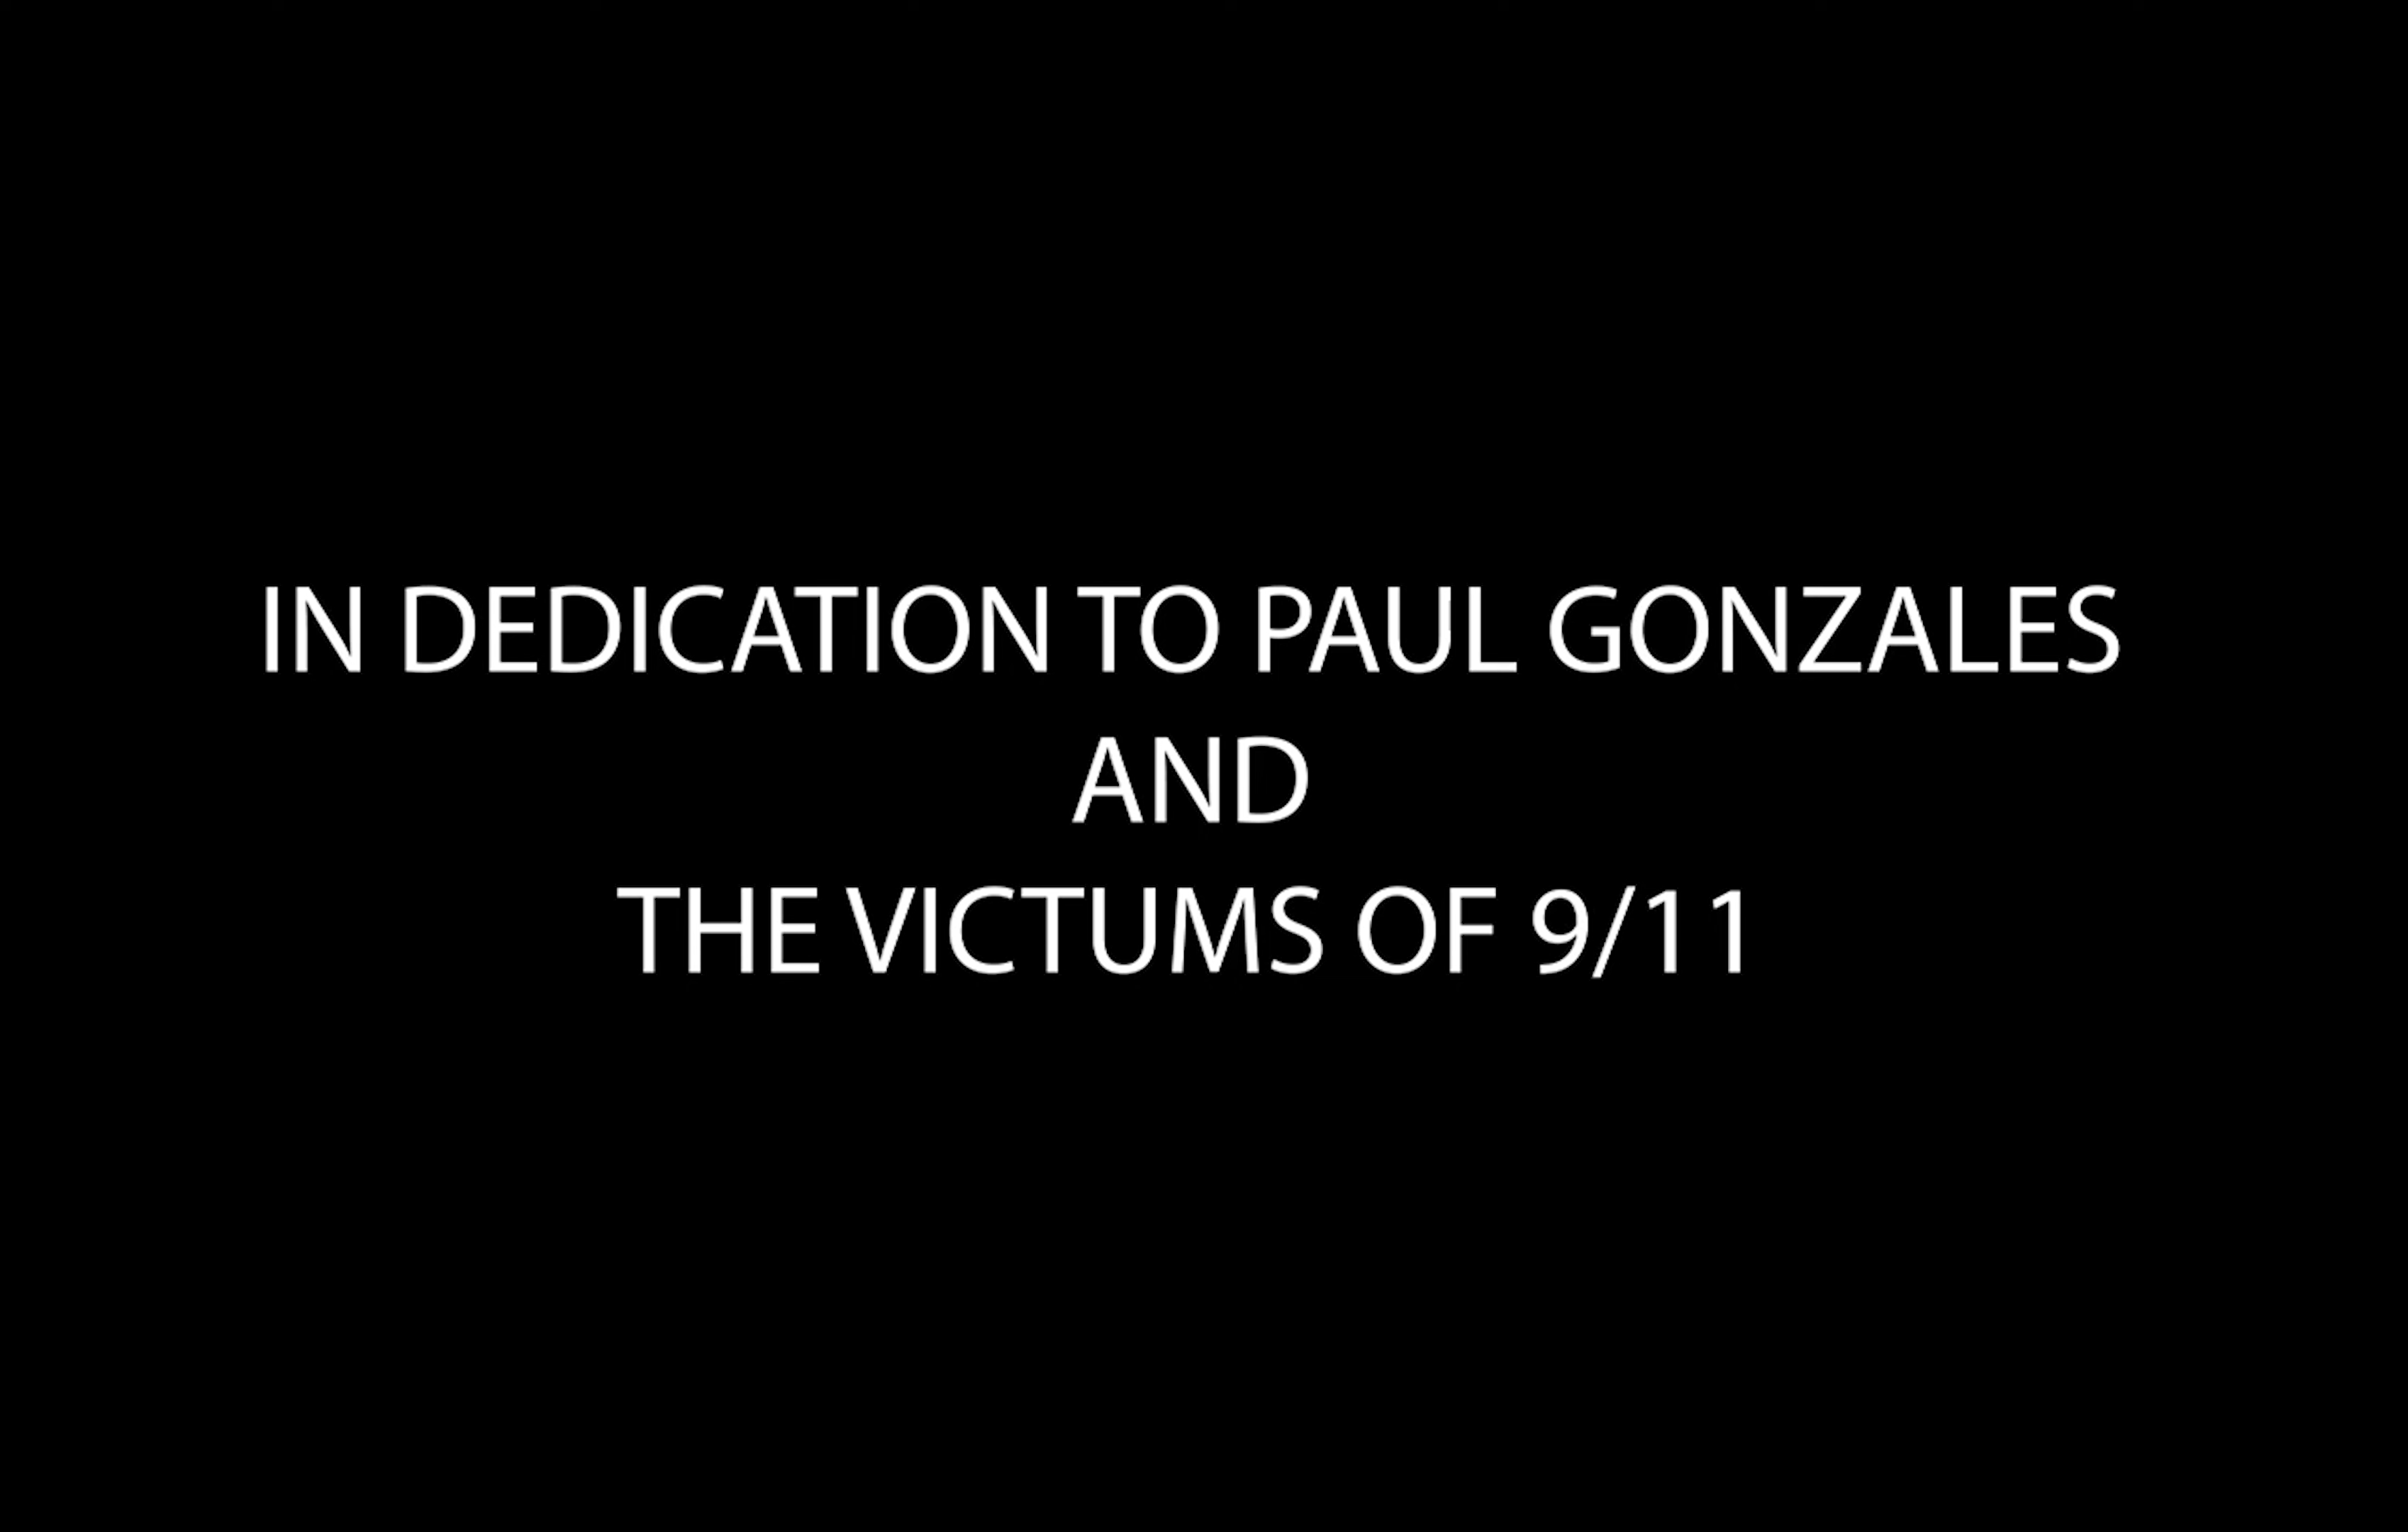 IN DEDICATION TO PAUL GONZALES
AND
THE VICTUMS OF 9/11